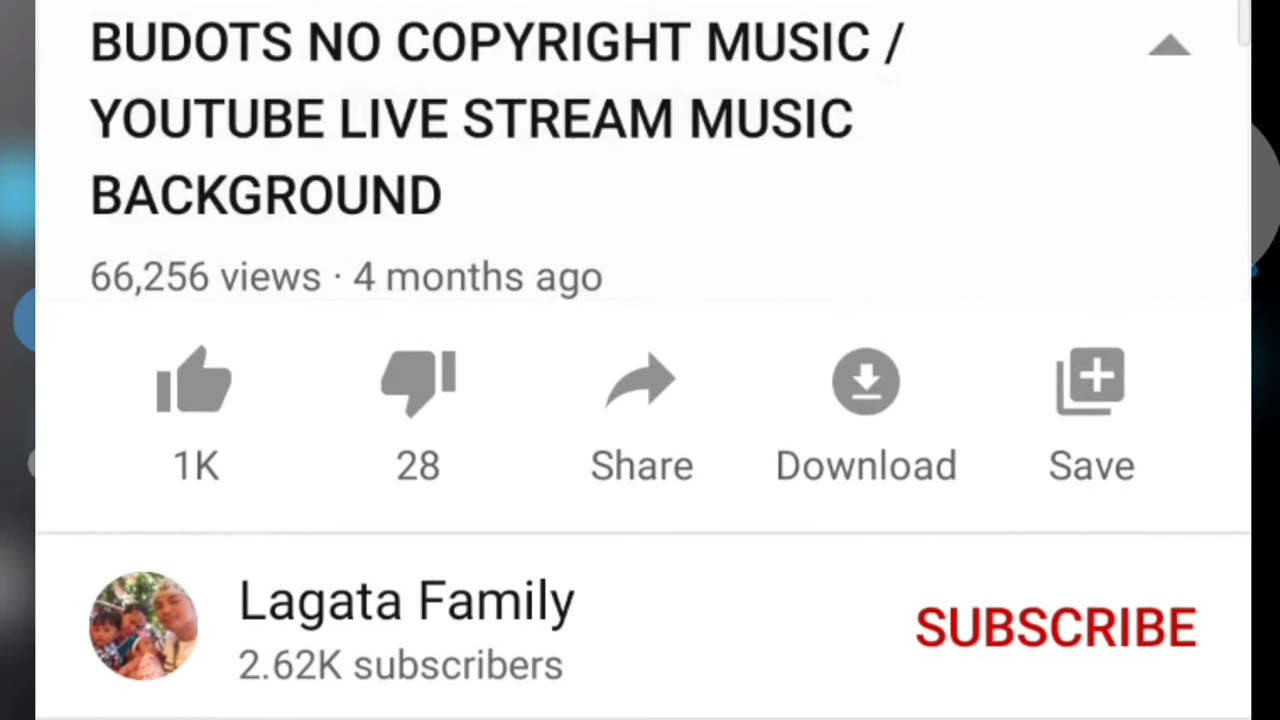 BUDOTS NO COPYRIGHT MUSIC /
YOUTUBE LIVE STREAM MUSIC
BACKGROUND
66,256 views · 4 months ago
1K 28 Share Download Save
Lagata Family
SUBSCRIBE
2.62K subscribers